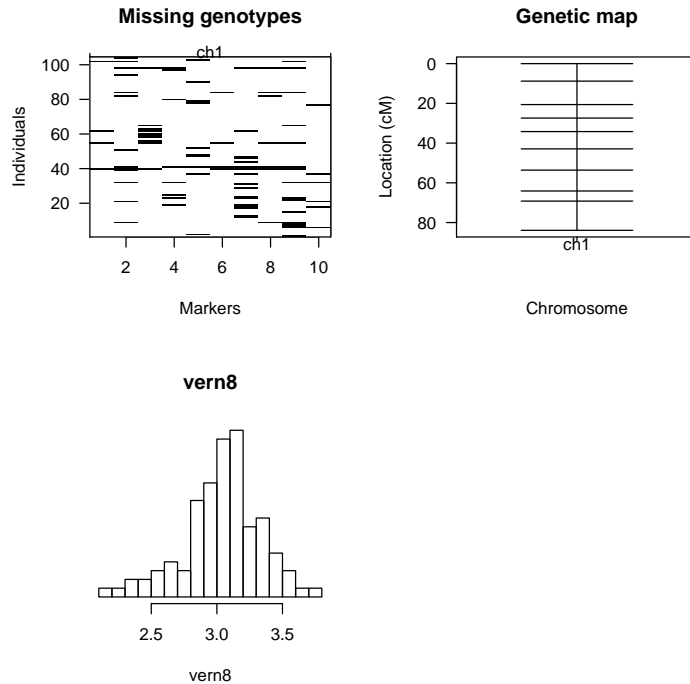 Missing genotypes
ch1
Individuals
100
80
60
40
20
2 4 6 8 10
Markers
Genetic map
Location (cM)
0
20
40
60
80
ch1
Chromosome
vern8
2.5 3.0 3.5
vern8